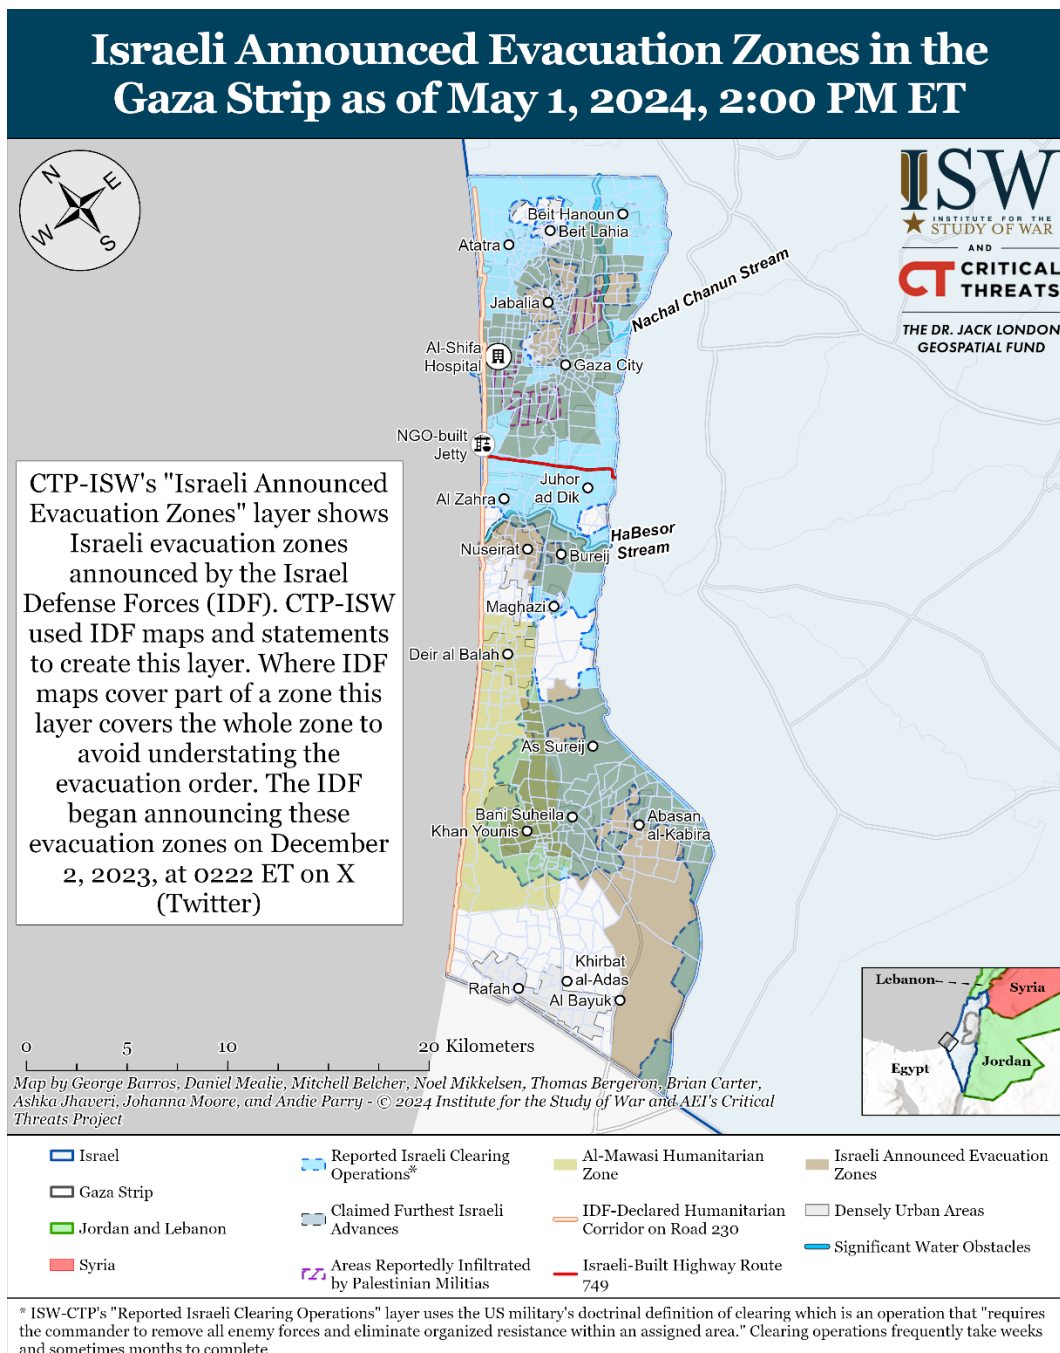 Israeli Announced Evacuation Zones in the
Gaza Strip as of May 1, 2024, 2:00 PM ET
N
E
W
S
ISW
INSTITUTE FOR THE
STUDY OF WAR
AND
CT CRITICAL
THREATS
THE DR. JACK LONDON
GEOSPATIAL FUND
Beit Hanoun
Beit Lahia
Atatra
Nachal Chanun Stream
Jabalia
Al-Shifa
Hospital
Gaza City
NGO-built
Jetty
Juhor
ad Dik
Al Zahra
HaBesor
Stream
Nuseirat
Bureij
Maghazi
Deir al Balah
As Sureij
Bani Suheila
Khan Younis
Abasan
al-Kabira
Khirbat
al-Adas
Rafah
Al Bayuk
CTP-ISW's "Israeli Announced
Evacuation Zones" layer shows
Israeli evacuation zones
announced by the Israel
Defense Forces (IDF). CTP-ISW
used IDF maps and statements
to create this layer. Where IDF
maps cover part of a zone this
layer covers the whole zone to
avoid understating the
evacuation order. The IDF
began announcing these
evacuation zones on December
2, 2023, at 0222 ET on X
(Twitter)
Lebanon
Syria
Jordan
Egypt
0 5 10 20 Kilometers
Map by George Barros, Daniel Mealie, Mitchell Belcher, Noel Mikkelsen, Thomas Bergeron, Brian Carter,
Ashka Jhaveri, Johanna Moore, and Andie Parry - © 2024 Institute for the Study of War and AEI's Critical
Threats Project
Israel
Gaza Strip
Jordan and Lebanon
Syria
Reported Israeli Clearing
Operations*
Claimed Furthest Israeli
Advances
Areas Reportedly Infiltrated
by Palestinian Militias
Al-Mawasi Humanitarian
Zone
IDF-Declared Humanitarian
Corridor on Road 230
Israeli-Built Highway Route
749
Israeli Announced Evacuation
Zones
Densely Urban Areas
Significant Water Obstacles
* ISW-CTP's "Reported Israeli Clearing Operations" layer uses the US military's doctrinal definition of clearing which is an operation that "requires
the commander to remove all enemy forces and eliminate organized resistance within an assigned area." Clearing operations frequently take weeks
and sometimes months to complete